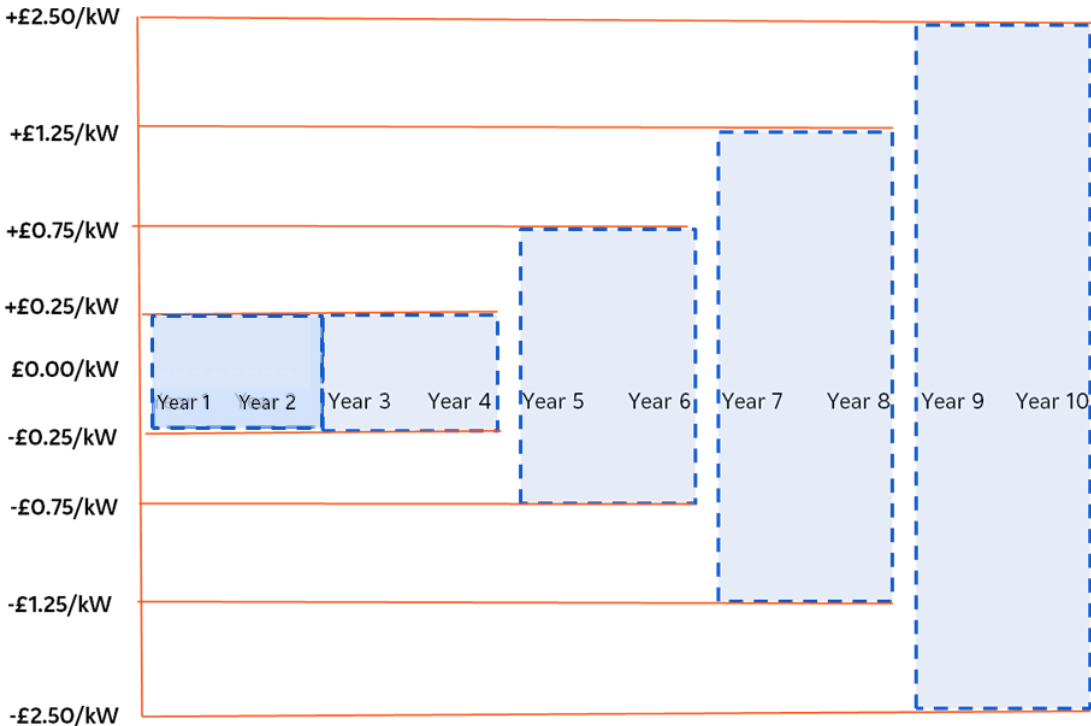 +£2.50/kW
+£1.25/kW
+£0.75/kW
+£0.25/kW
£0.00/kW
Year 1 Year 2 Year 3 Year 4 Year 5 Year 6 Year 7 Year 8 Year 9 Year 10
-£0.25/kW
-£0.75/kW
-£1.25/kW
-£2.50/kW